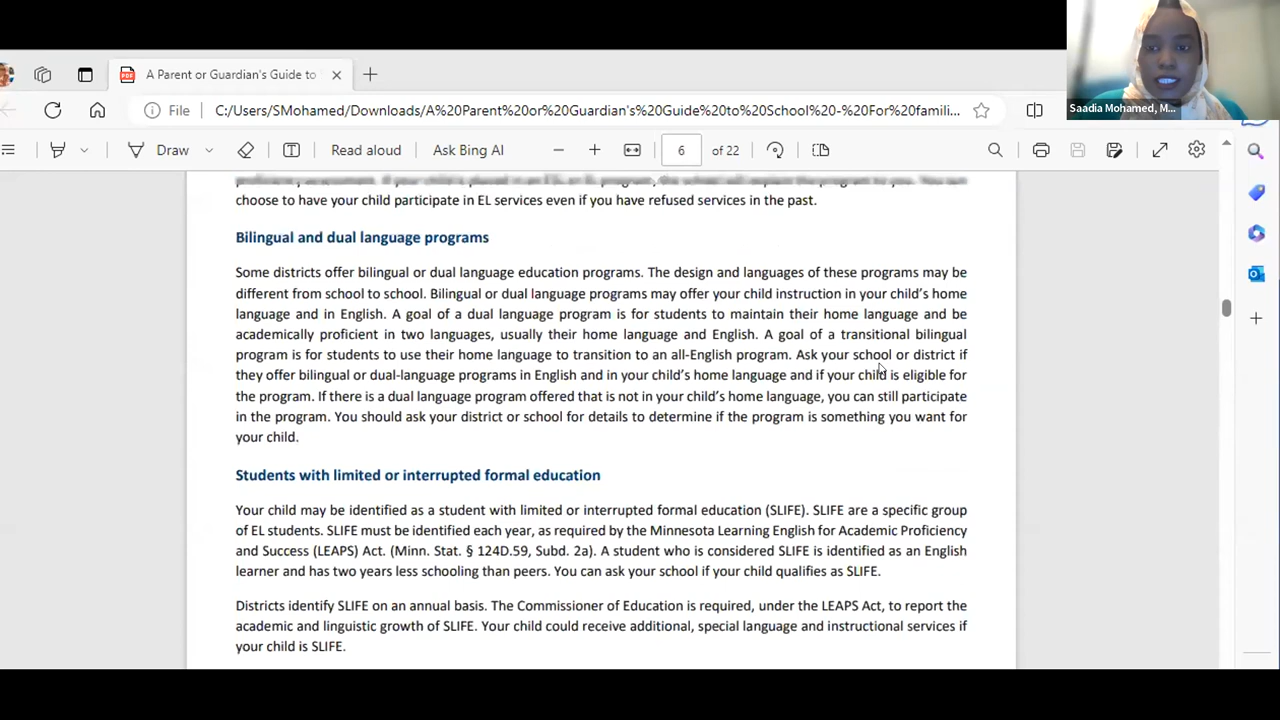 A Parent or Guardian's Guide to
File C:/Users/SMohamed/Downloads/A%20Parent%20or%20Guardian's%20Guide%20to%20School%20-%20For%20famili...
Saadia Mohamed, M...
Draw Read aloud Ask Bing AI 6 of 22
choose to have your child participate in EL services even if you have refused services in the past.
Bilingual and dual language programs
Some districts offer bilingual or dual language education programs. The design and languages of these programs may be
different from school to school. Bilingual or dual language programs may offer your child instruction in your child's home
language and in English. A goal of a dual language program is for students to maintain their home language and be
academically proficient in two languages, usually their home language and English. A goal of a transitional bilingual
program is for students to use their home language to transition to an all-English program. Ask your school or district if
they offer bilingual or dual-language programs in English and in your child's home language and if your child is eligible for
the program. If there is a dual language program offered that is not in your child's home language, you can still participate
in the program. You should ask your district or school for details to determine if the program is something you want for
your child.
Students with limited or interrupted formal education
Your child may be identified as a student with limited or interrupted formal education (SLIFE). SLIFE are a specific group
of EL students. SLIFE must be identified each year, as required by the Minnesota Learning English for Academic Proficiency
and Success (LEAPS) Act. (Minn. Stat. § 124D.59, Subd. 2a). A student who is considered SLIFE is identified as an English
learner and has two years less schooling than peers. You can ask your school if your child qualifies as SLIFE.
Districts identify SLIFE on an annual basis. The Commissioner of Education is required, under the LEAPS Act, to report the
academic and linguistic growth of SLIFE. Your child could receive additional, special language and instructional services if
your child is SLIFE.